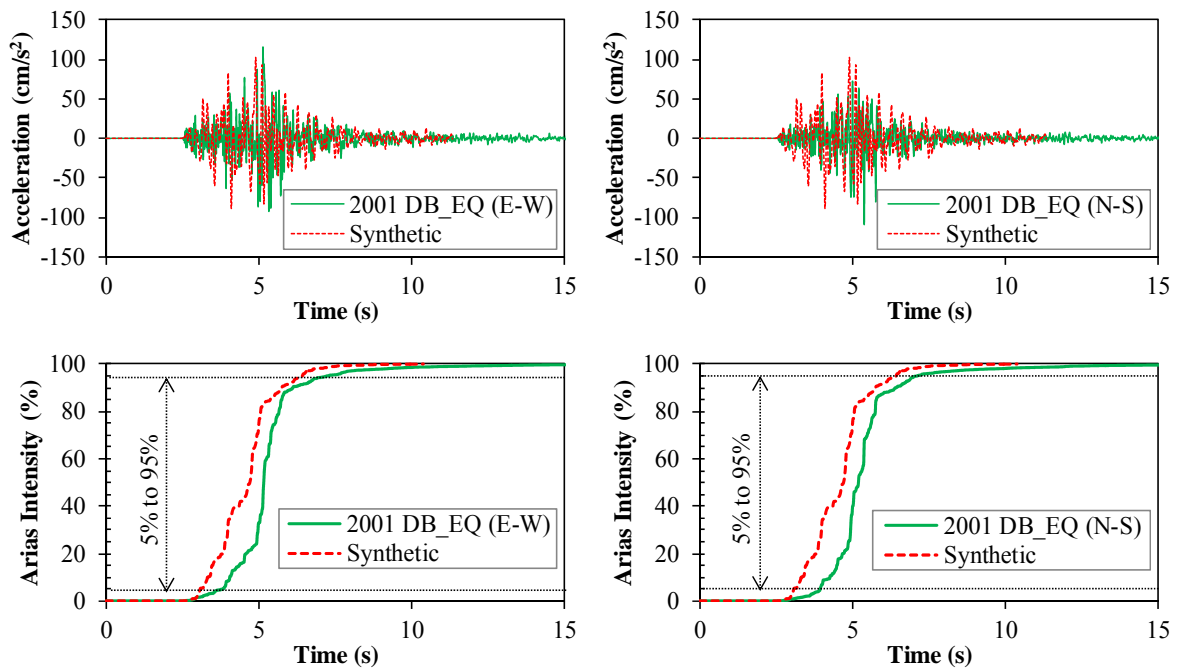 150
100
50
0
-50
-100
-150
Acceleration (cm/s²)
2001 DB_EQ (E-W)
Synthetic
0 5 10 15
Time (s)
150
100
50
0
-50
-100
-150
Acceleration (cm/s²)
2001 DB_EQ (N-S)
Synthetic
0 5 10 15
Time (s)
100
80
60
40
20
0
Arias Intensity (%)
5% to 95%
2001 DB_EQ (E-W)
Synthetic
0 5 10 15
Time (s)
100
80
60
40
20
0
Arias Intensity (%)
5% to 95%
2001 DB_EQ (N-S)
Synthetic
0 5 10 15
Time (s)